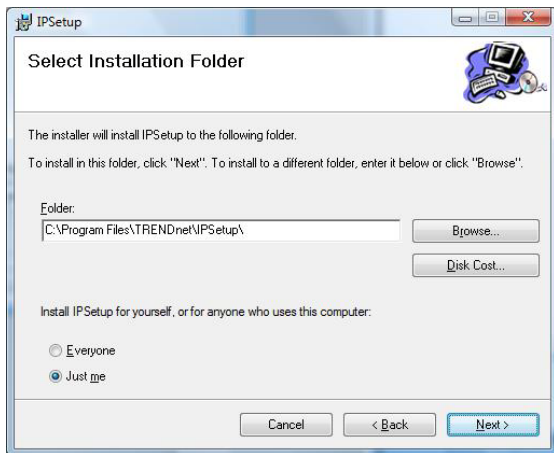 IPSetup
Select Installation Folder
The installer will install IPSetup to the following folder.
To install in this folder, click "Next". To install to a different folder, enter it below or click "Browse".
Folder:
C:\Program Files\TRENDnet\IPSetup\
Browse...
Disk Cost...
Install IPSetup for yourself, or for anyone who uses this computer:
Everyone
Just me
Cancel
< Back
Next >